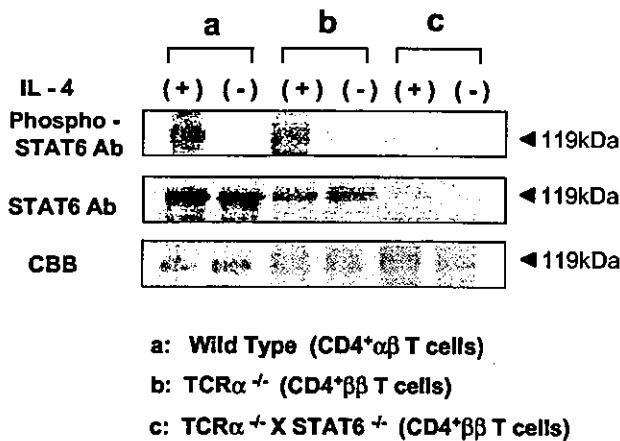 a b c
IL - 4 (+) (-) (+) (-) (+) (-)
Phospho -
STAT6 Ab ◄119kDa
STAT6 Ab ◄119kDa
CBB ◄119kDa
a: Wild Type (CD4⁺αβ T cells)
b: TCRα ⁻/⁻ (CD4⁺ββ T cells)
c: TCRα ⁻/⁻ X STAT6 ⁻/⁻ (CD4⁺ββ T cells)